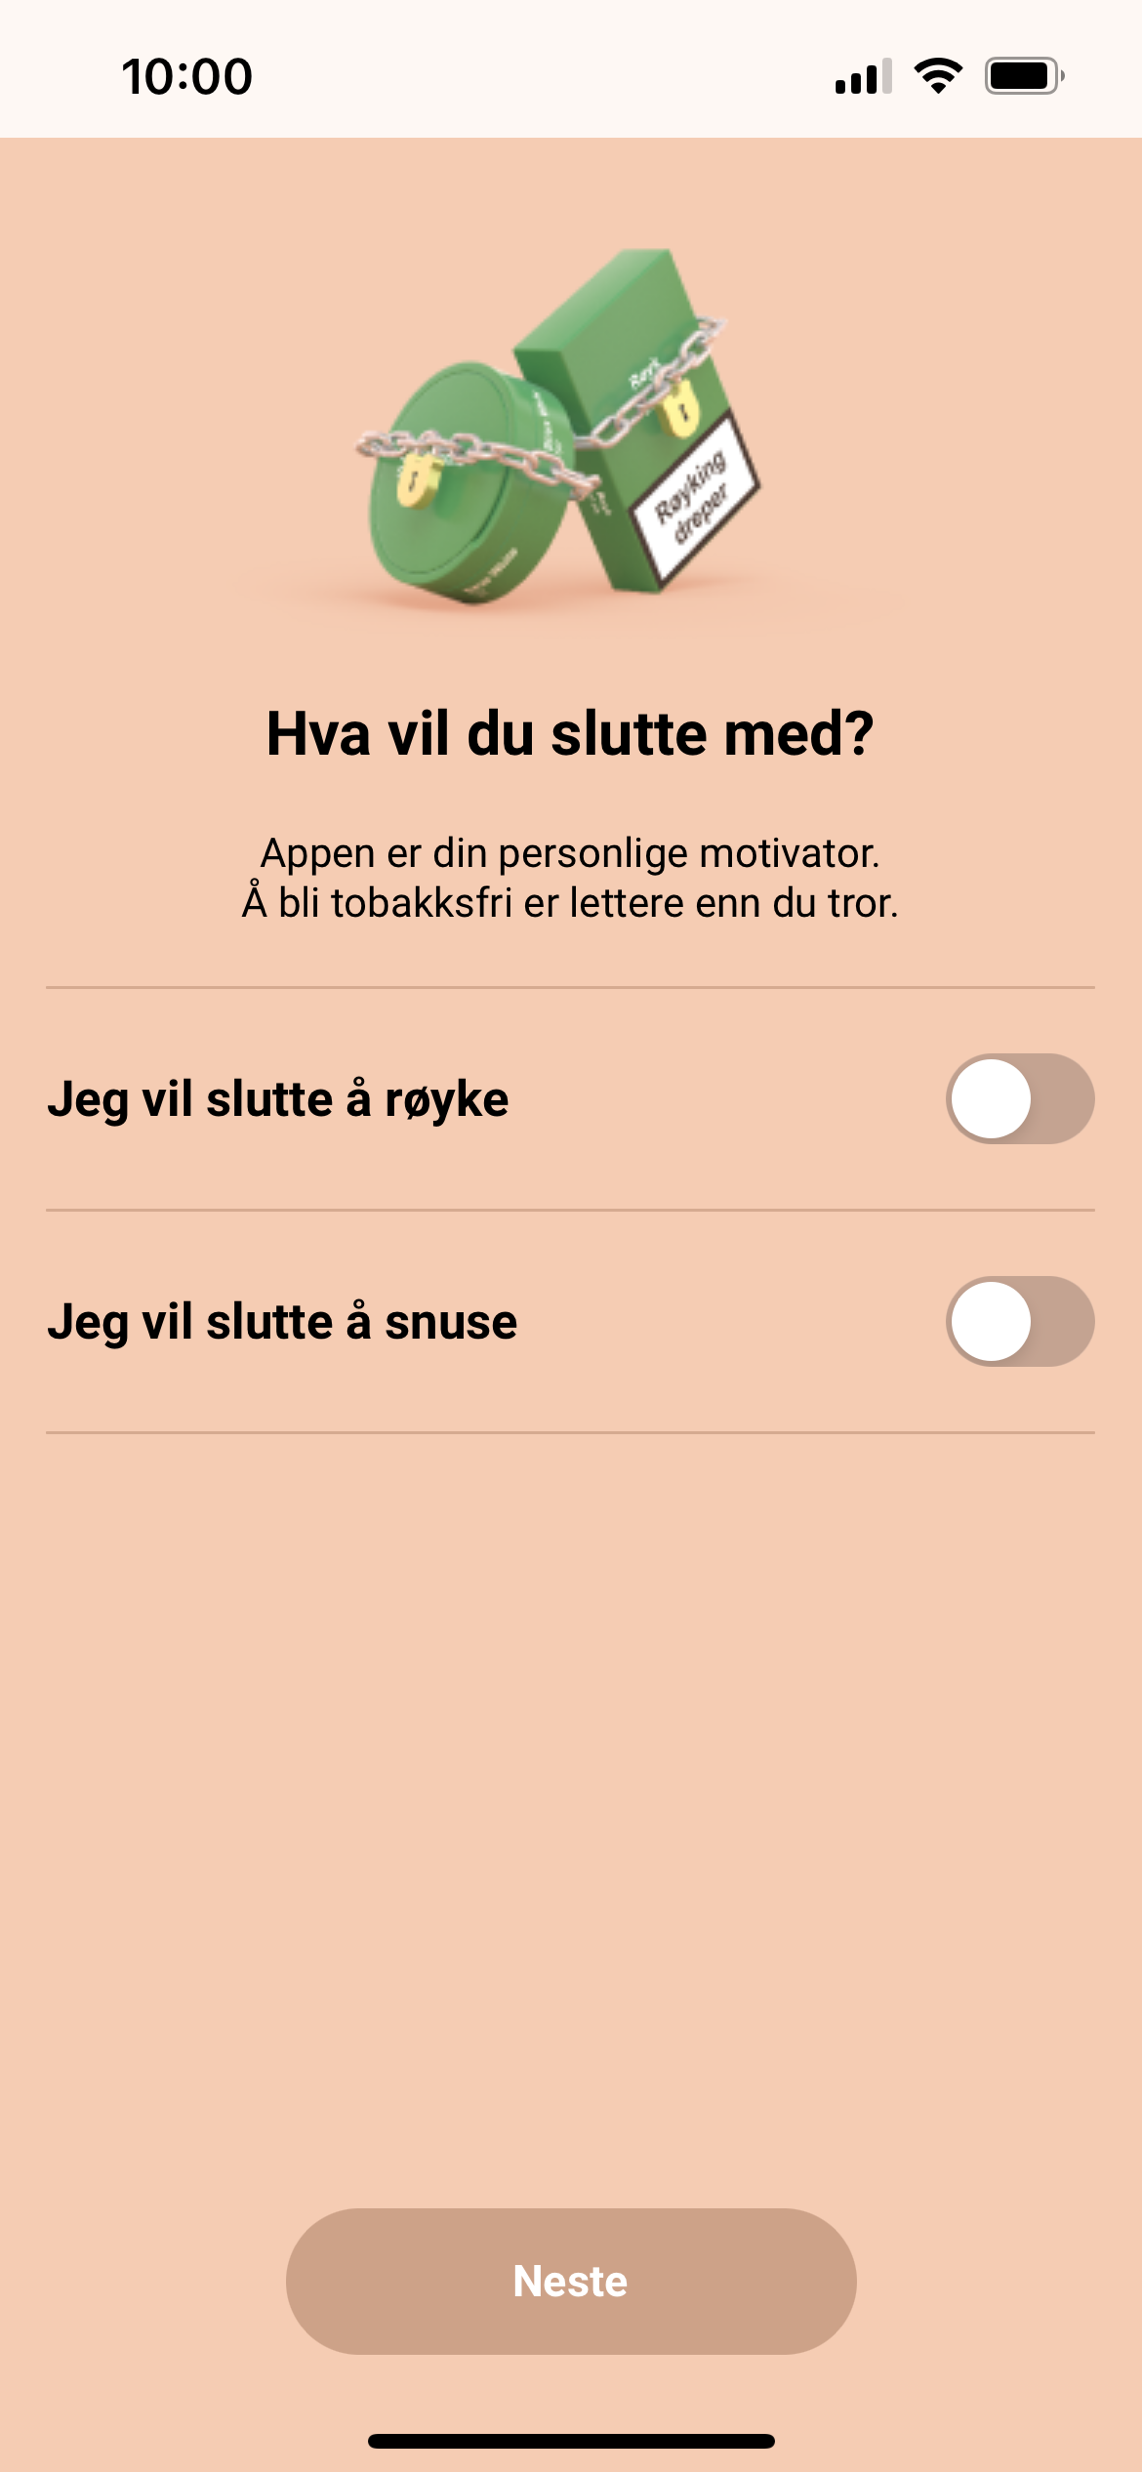 10:00
Røyk
Røyking
dreper
Hva vil du slutte med?
Appen er din personlige motivator.
Å bli tobakksfri er lettere enn du tror.
Jeg vil slutte å røyke
Jeg vil slutte å snuse
Neste